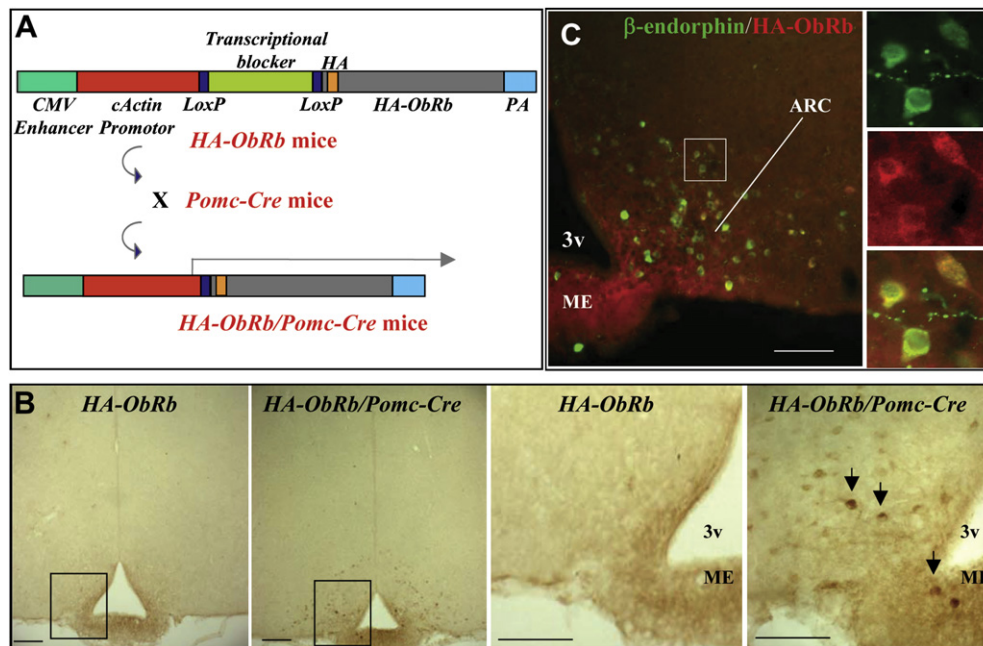 A
Transcriptional
blocker
HA
CMV
Enhancer
cActin
Promotor
LoxP
LoxP
HA-ObRb
PA
HA-ObRb mice
X Pomc-Cre mice
HA-ObRb/Pomc-Cre mice
C
β-endorphin/HA-ObRb
ARC
3v
ME
B
HA-ObRb
HA-ObRb/Pomc-Cre
HA-ObRb
3v
ME
HA-ObRb/Pomc-Cre
3v
ME